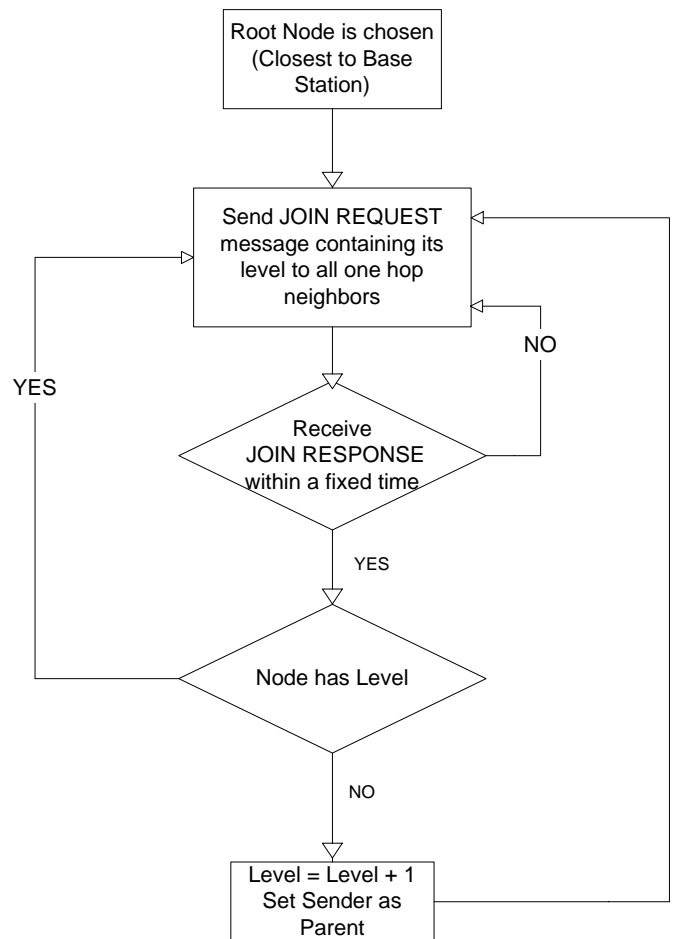 Root Node is chosen
(Closest to Base
Station)
Send JOIN REQUEST
message containing its
level to all one hop
neighbors
NO
YES
Receive
JOIN RESPONSE
within a fixed time
YES
Node has Level
NO
Level = Level + 1
Set Sender as
Parent